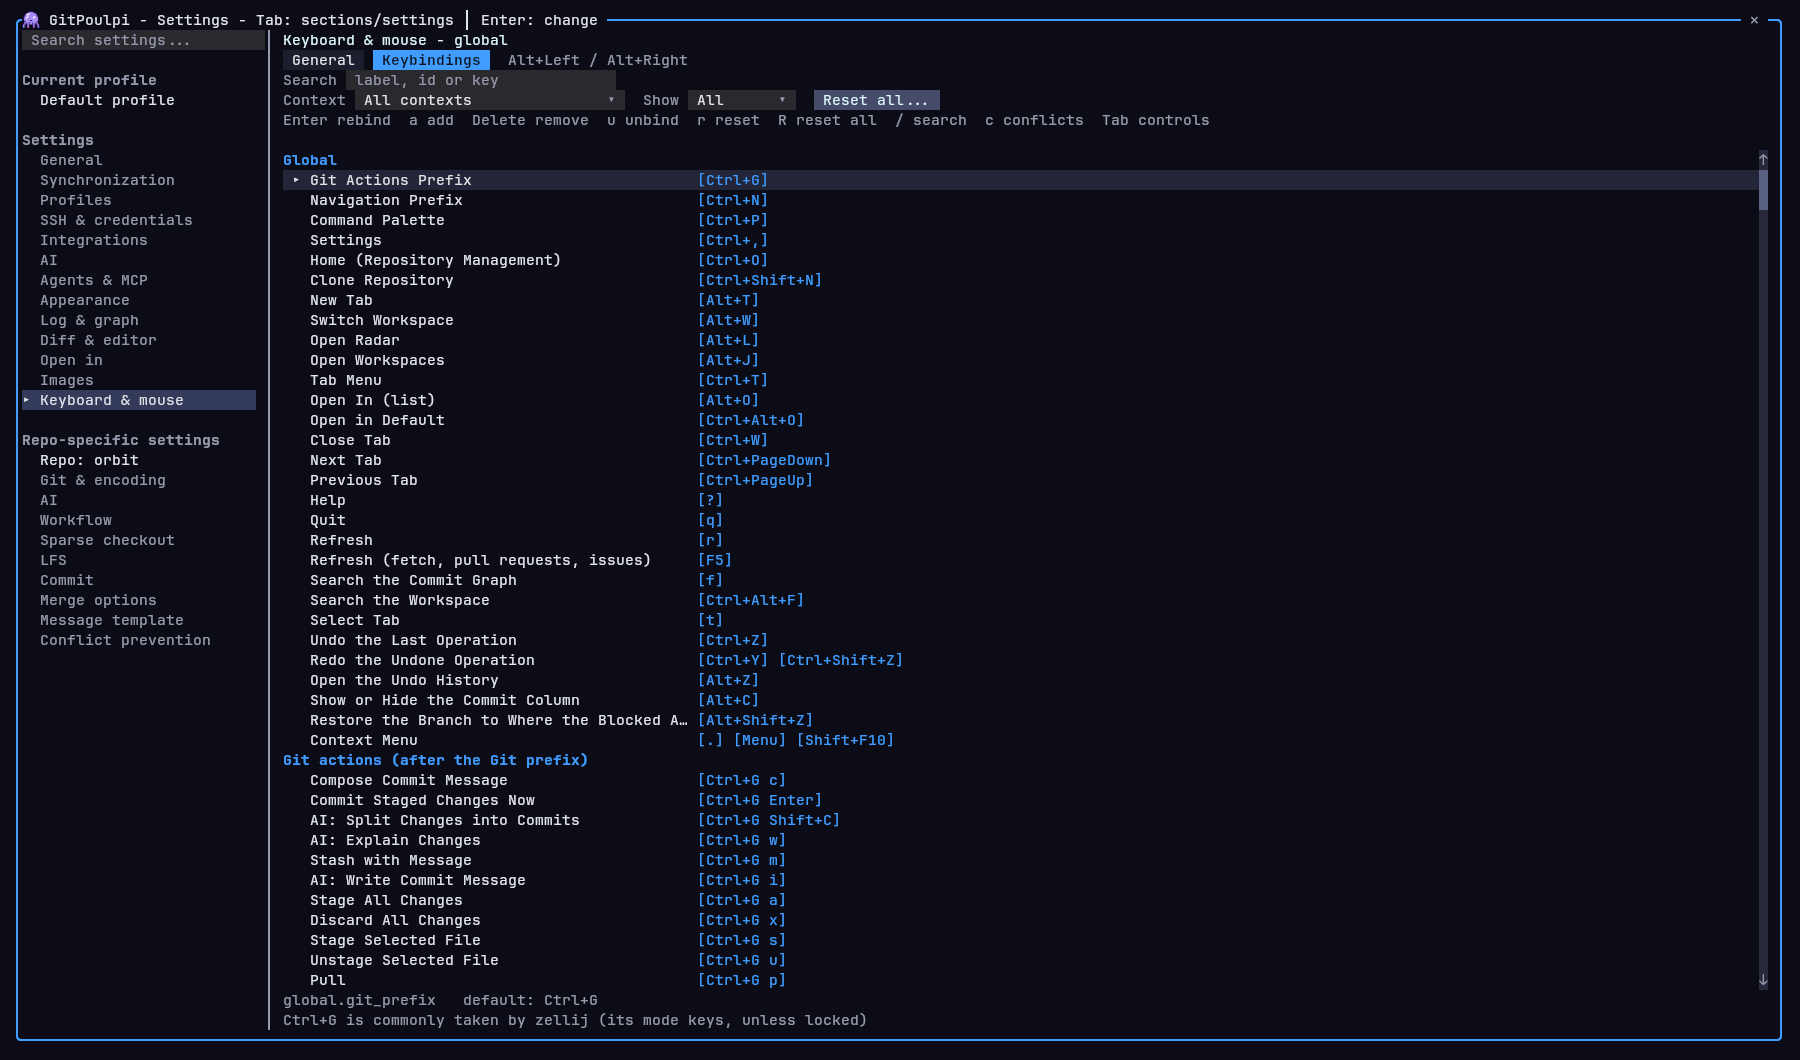 GitPoulpi - Settings - Tab: sections/settings │ Enter: change ×
Search settings...
Current profile
Default profile
Settings
General
Synchronization
Profiles
SSH & credentials
Integrations
AI
Agents & MCP
Appearance
Log & graph
Diff & editor
Open in
Images
▸ Keyboard & mouse
Repo-specific settings
Repo: orbit
Git & encoding
AI
Workflow
Sparse checkout
LFS
Commit
Merge options
Message template
Conflict prevention
Keyboard & mouse - global
General Keybindings Alt+Left / Alt+Right
Search label, id or key
Context All contexts ▾ Show All ▾ Reset all...
Enter rebind a add Delete remove u unbind r reset R reset all / search c conflicts Tab controls
Global ↑
▸ Git Actions Prefix [Ctrl+G]
Navigation Prefix [Ctrl+N]
Command Palette [Ctrl+P]
Settings [Ctrl+,]
Home (Repository Management) [Ctrl+O]
Clone Repository [Ctrl+Shift+N]
New Tab [Alt+T]
Switch Workspace [Alt+W]
Open Radar [Alt+L]
Open Workspaces [Alt+J]
Tab Menu [Ctrl+T]
Open In (list) [Alt+O]
Open in Default [Ctrl+Alt+O]
Close Tab [Ctrl+W]
Next Tab [Ctrl+PageDown]
Previous Tab [Ctrl+PageUp]
Help [?]
Quit [q]
Refresh [r]
Refresh (fetch, pull requests, issues) [F5]
Search the Commit Graph [f]
Search the Workspace [Ctrl+Alt+F]
Select Tab [t]
Undo the Last Operation [Ctrl+Z]
Redo the Undone Operation [Ctrl+Y] [Ctrl+Shift+Z]
Open the Undo History [Alt+Z]
Show or Hide the Commit Column [Alt+C]
Restore the Branch to Where the Blocked A… [Alt+Shift+Z]
Context Menu [.] [Menu] [Shift+F10]
Git actions (after the Git prefix)
Compose Commit Message [Ctrl+G c]
Commit Staged Changes Now [Ctrl+G Enter]
AI: Split Changes into Commits [Ctrl+G Shift+C]
AI: Explain Changes [Ctrl+G w]
Stash with Message [Ctrl+G m]
AI: Write Commit Message [Ctrl+G i]
Stage All Changes [Ctrl+G a]
Discard All Changes [Ctrl+G x]
Stage Selected File [Ctrl+G s]
Unstage Selected File [Ctrl+G u]
Pull [Ctrl+G p] ↓
global.git_prefix default: Ctrl+G
Ctrl+G is commonly taken by zellij (its mode keys, unless locked)